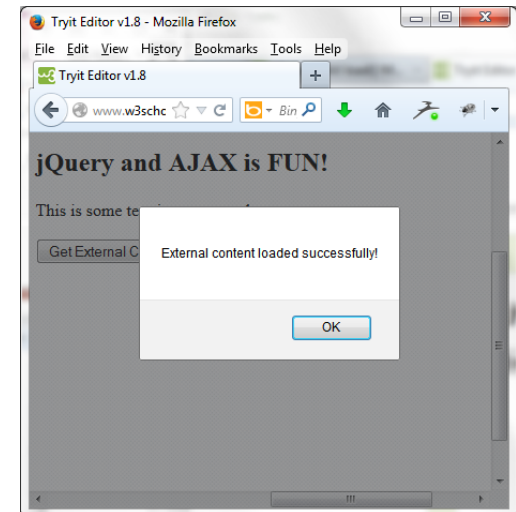 Tryit Editor v1.8 - Mozilla Firefox
File Edit View History Bookmarks Tools Help
Tryit Editor v1.8
www.w3schc
Bin
jQuery and AJAX is FUN!
This is some te
Get External C
External content loaded successfully!
OK